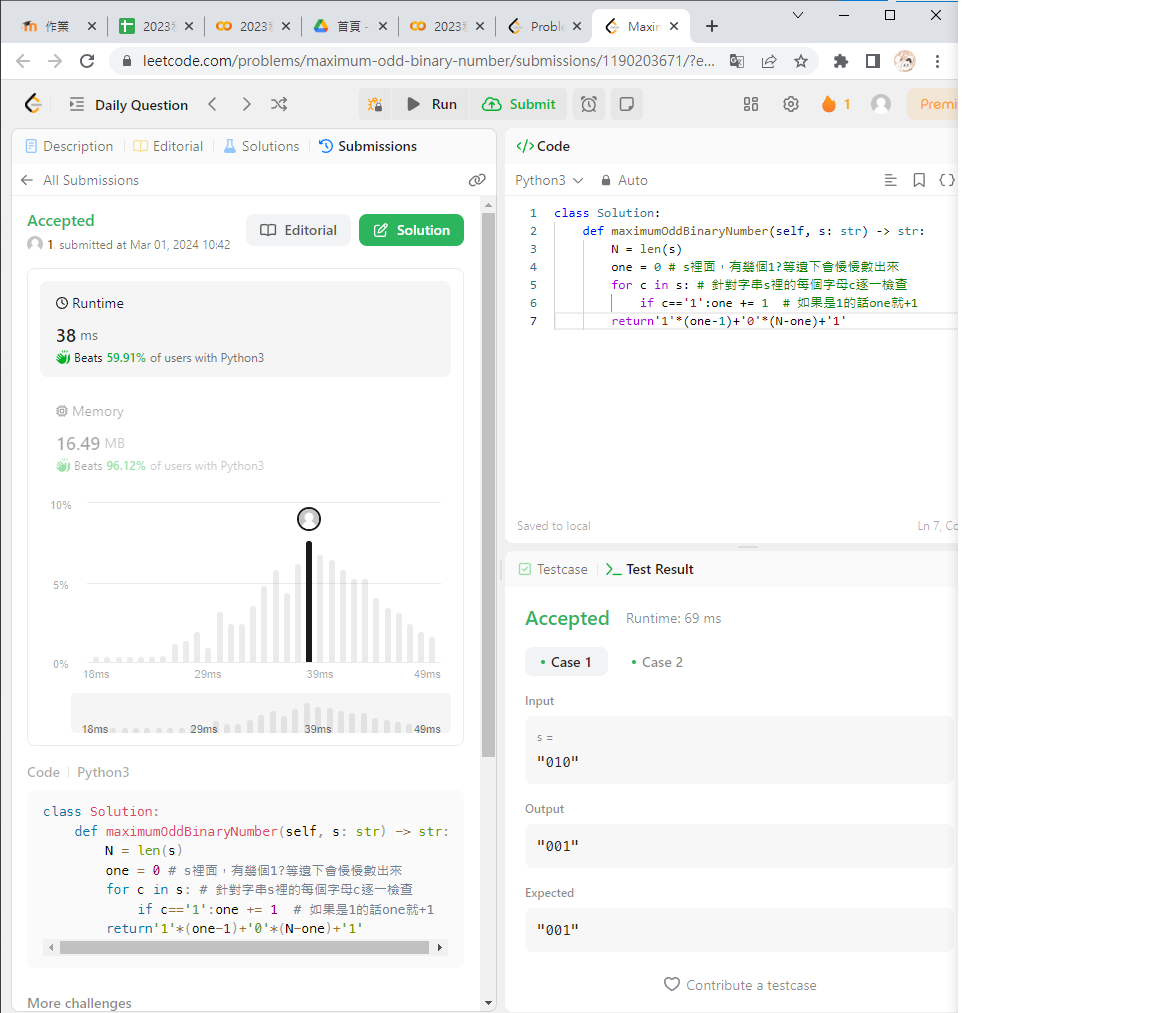 作業
2023
2023
首頁 -
2023
Proble
Maxin
leetcode.com/problems/maximum-odd-binary-number/submissions/1190203671/?e...
Daily Question
Run
Submit
1
Premi
Description
Editorial
Solutions
Submissions
All Submissions
Accepted
1 submitted at Mar 01, 2024 10:42
Editorial
Solution
Runtime
38 ms
Beats 59.91% of users with Python3
Memory
16.49 MB
Beats 96.12% of users with Python3
10%
5%
0%
18ms 29ms 39ms 49ms
18ms 29ms 39ms 49ms
Code Python3
class Solution:
def maximumOddBinaryNumber(self, s: str) -> str:
N = len(s)
one = 0 # s裡面，有幾個1?等遶下會慢慢數出來
for c in s: # 針對字串s裡的每個字母c逐一檢查
if c=='1':one += 1 # 如果是1的話one就+1
return'1'*(one-1)+'0'*(N-one)+'1'
More challenges
</> Code
Python3 Auto
1 class Solution:
2 def maximumOddBinaryNumber(self, s: str) -> str:
3 N = len(s)
4 one = 0 # s裡面，有幾個1?等遶下會慢慢數出來
5 for c in s: # 針對字串s裡的每個字母c逐一檢查
6 if c=='1':one += 1 # 如果是1的話one就+1
7 return'1'*(one-1)+'0'*(N-one)+'1'
Saved to local
Ln 7, Co
Testcase
Test Result
Accepted Runtime: 69 ms
Case 1
Case 2
Input
s =
"010"
Output
"001"
Expected
"001"
Contribute a testcase